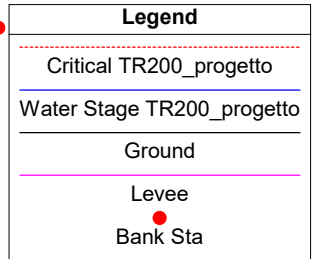 Legend
Critical TR200_progetto
Water Stage TR200_progetto
Ground
Levee
Bank Sta